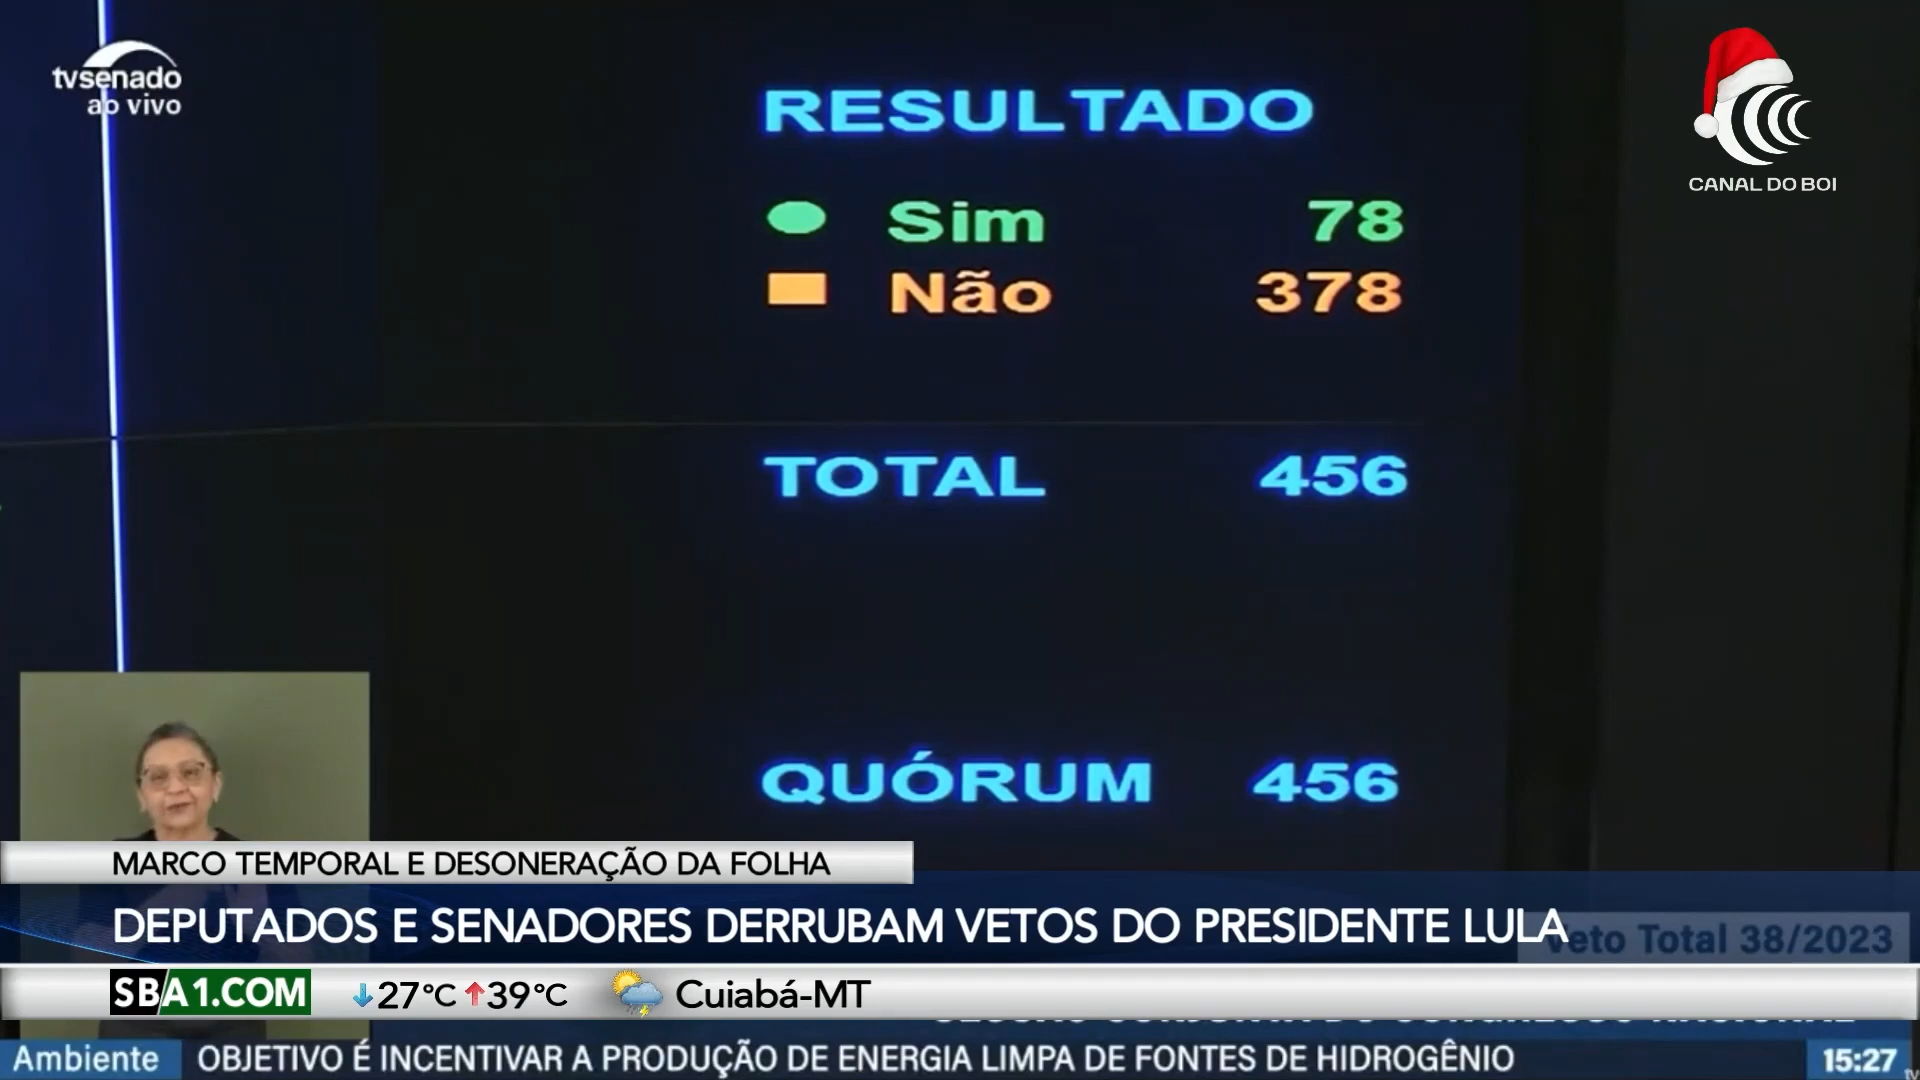 tvsenado
ao vivo
CANAL DO BOI
RESULTADO
Sim 78
Não 378
TOTAL 456
QUÓRUM 456
MARCO TEMPORAL E DESONERAÇÃO DA FOLHA
DEPUTADOS E SENADORES DERRUBAM VETOS DO PRESIDENTE LULA
Veto Total 38/2023
SBA1.COM 27°C 39°C Cuiabá-MT
Ambiente OBJETIVO É INCENTIVAR A PRODUÇÃO DE ENERGIA LIMPA DE FONTES DE HIDROGÊNIO 15:27